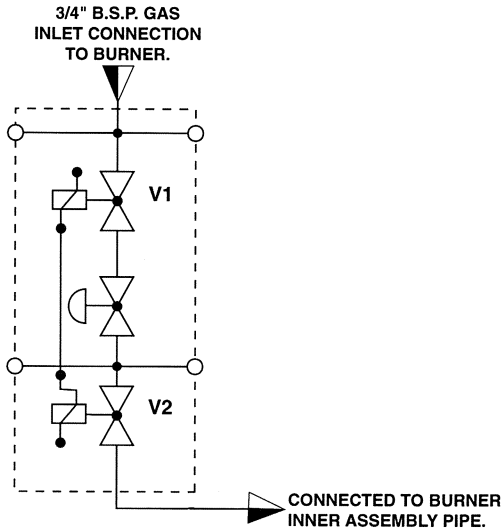 3/4" B.S.P. GAS
INLET CONNECTION
TO BURNER.
V1
V2
CONNECTED TO BURNER
INNER ASSEMBLY PIPE.